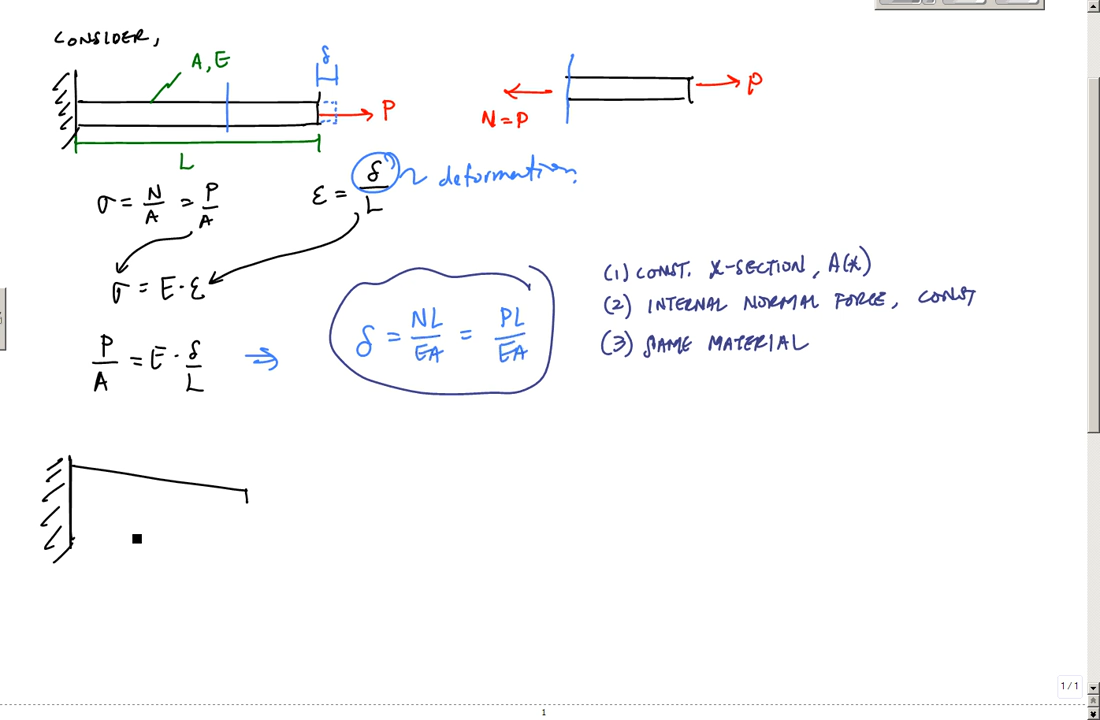 CONSIDER,
A, E
δ
P
L
N = P
P
σ = N/A = P/A
ε = δ/L
deformation.
σ = E · ε
P/A = E · δ/L ⇒
δ = NL/EA = PL/EA
(1) CONST. X-SECTION, A(x)
(2) INTERNAL NORMAL FORCE, CONST
(3) SAME MATERIAL
1 / 1
1